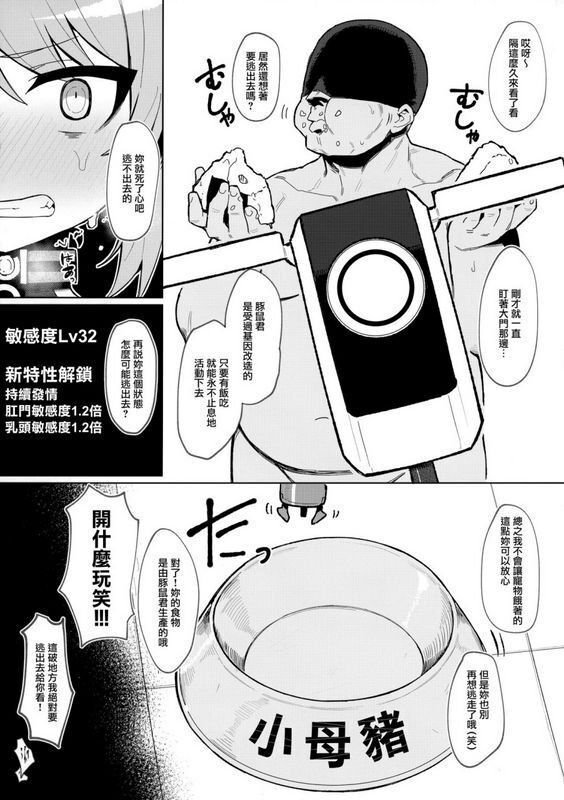 哎呀～
隔這麼久來看了看
居然還想著
要逃出去嗎?
むしゃ
むしゃ
剛才就一直
盯著大門那邊…
豚鼠君
是受過基因改造的
只要有飯吃
就能永不止息地
活動下去
妳就死了心吧
逃不出去的
再說妳這個狀態
怎麼可能逃出去?
敏感度Lv32
新特性解鎖
持續發情
肛門敏感度1.2倍
乳頭敏感度1.2倍
總之我不會讓寵物餓著的
這點妳可以放心
たっ
對了!妳的食物
是由豚鼠君生產的哦
但是妳也別
再想逃走了哦(笑)
小母豬
開什麼玩笑!!!
這破地方我絕對要
逃出去給你看!